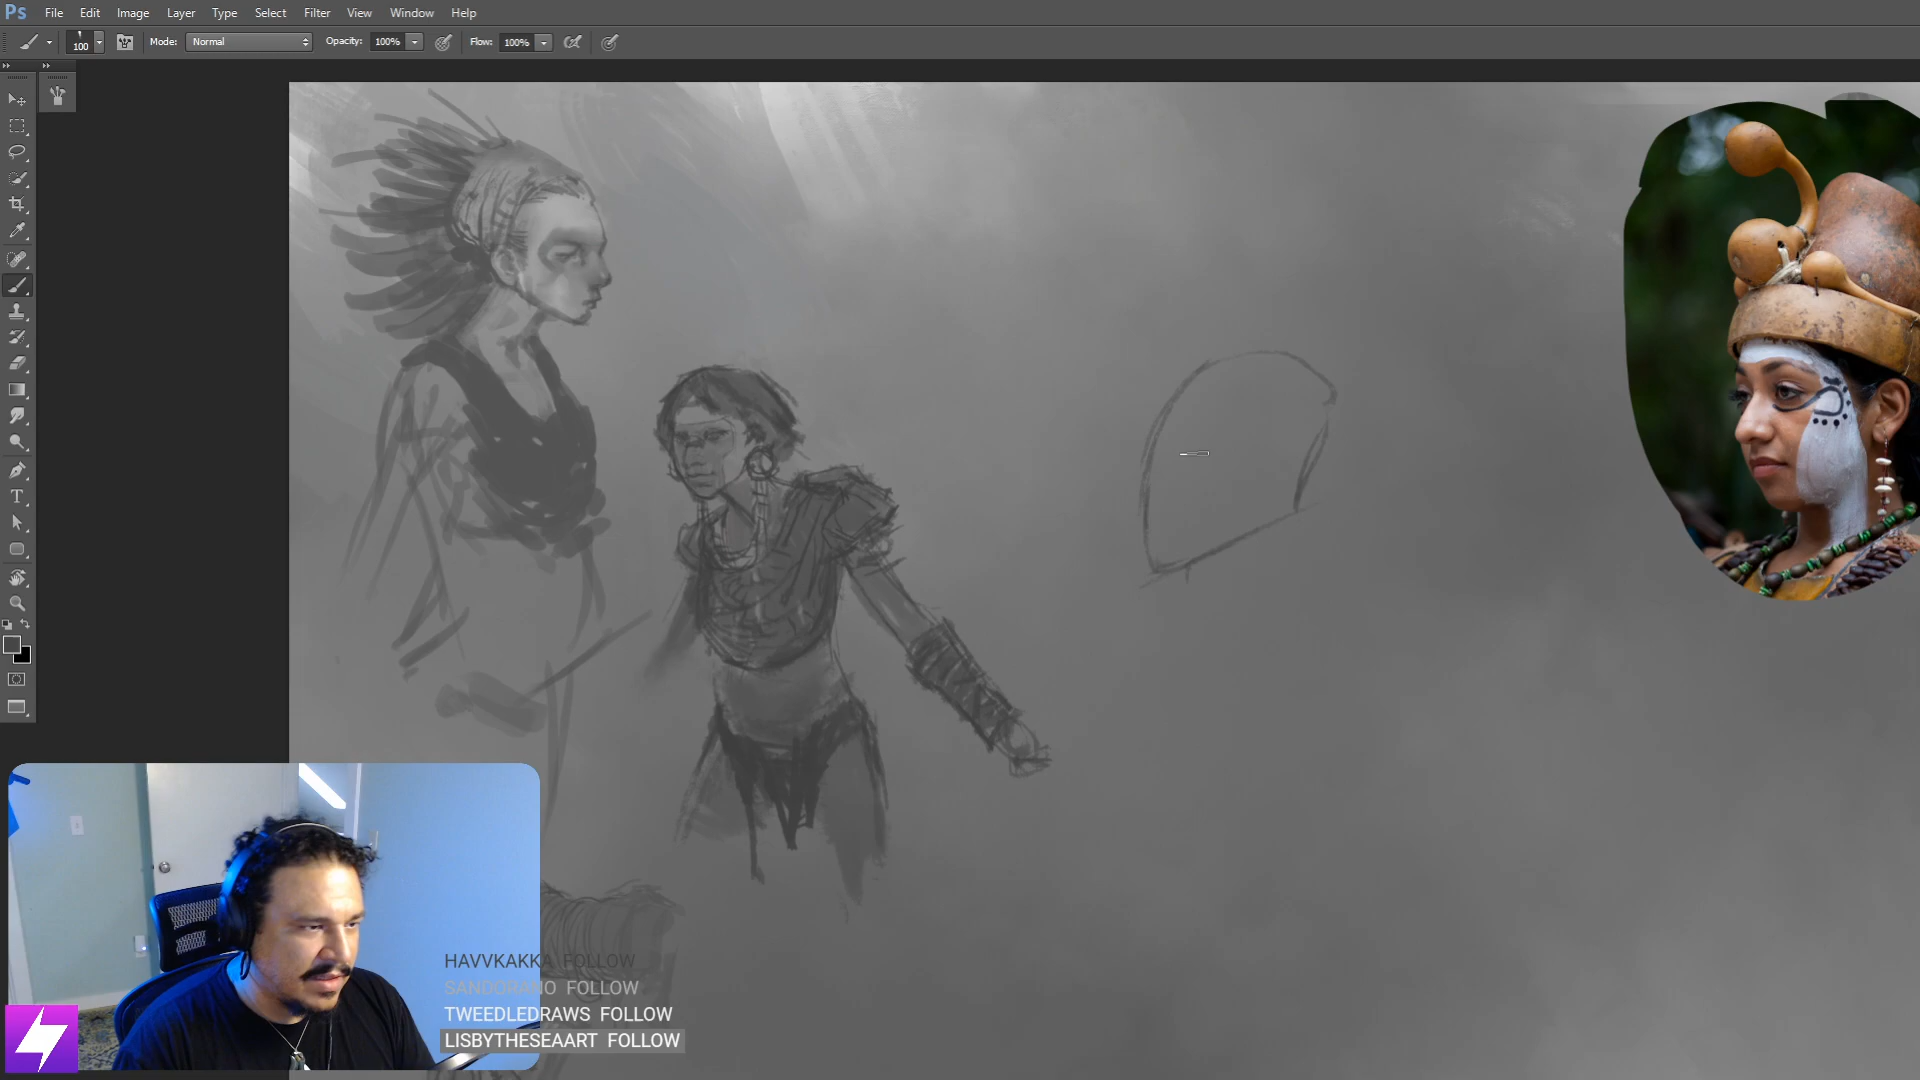 Ps File Edit Image Layer Type Select Filter View Window Help
100 Mode: Normal Opacity: 100% Flow: 100%
T
HAVVKAKKA FOLLOW
SANDORANO FOLLOW
TWEEDLEDRAWS FOLLOW
LISBYTHESEAART FOLLOW